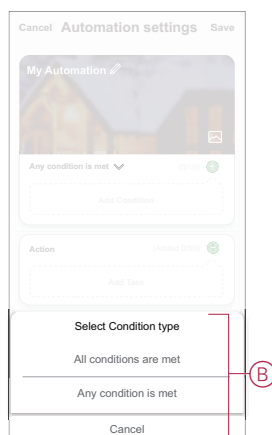 Cancel Automation settings Save
My Automation
Any condition is met
Add Condition
Action
Add Task
Select Condition type
All conditions are met
Any condition is met
Cancel
B